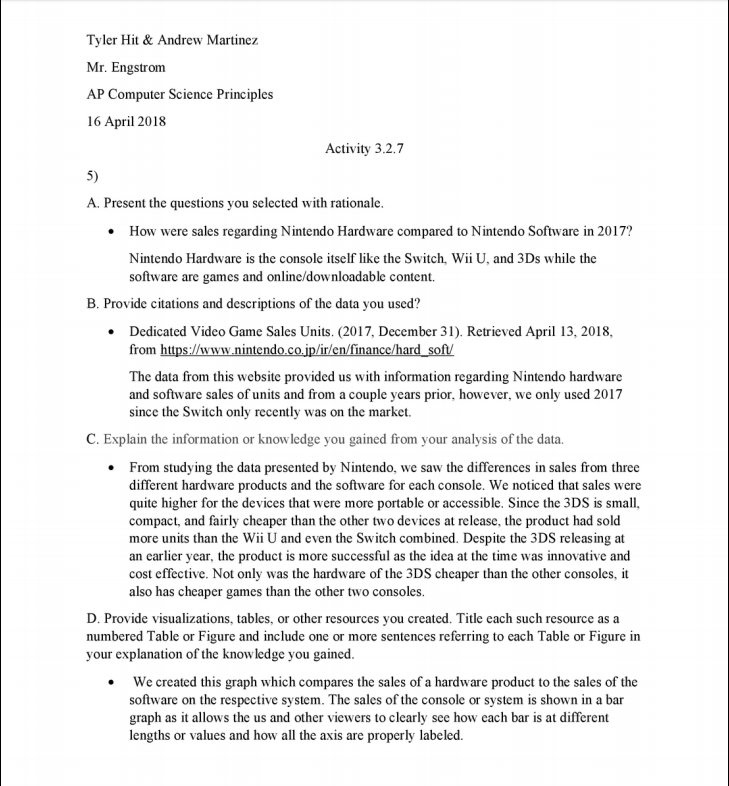 Tyler Hit & Andrew Martinez
Mr. Engstrom
AP Computer Science Principles
16 April 2018
Activity 3.2.7
5)
A. Present the questions you selected with rationale.
• How were sales regarding Nintendo Hardware compared to Nintendo Software in 2017?
Nintendo Hardware is the console itself like the Switch, Wii U, and 3Ds while the
software are games and online/downloadable content.
B. Provide citations and descriptions of the data you used?
• Dedicated Video Game Sales Units. (2017, December 31). Retrieved April 13, 2018,
from https://www.nintendo.co.jp/ir/en/finance/hard_soft/
The data from this website provided us with information regarding Nintendo hardware
and software sales of units and from a couple years prior, however, we only used 2017
since the Switch only recently was on the market.
C. Explain the information or knowledge you gained from your analysis of the data.
• From studying the data presented by Nintendo, we saw the differences in sales from three
different hardware products and the software for each console. We noticed that sales were
quite higher for the devices that were more portable or accessible. Since the 3DS is small,
compact, and fairly cheaper than the other two devices at release, the product had sold
more units than the Wii U and even the Switch combined. Despite the 3DS releasing at
an earlier year, the product is more successful as the idea at the time was innovative and
cost effective. Not only was the hardware of the 3DS cheaper than the other consoles, it
also has cheaper games than the other two consoles.
D. Provide visualizations, tables, or other resources you created. Title each such resource as a
numbered Table or Figure and include one or more sentences referring to each Table or Figure in
your explanation of the knowledge you gained.
• We created this graph which compares the sales of a hardware product to the sales of the
software on the respective system. The sales of the console or system is shown in a bar
graph as it allows the us and other viewers to clearly see how each bar is at different
lengths or values and how all the axis are properly labeled.